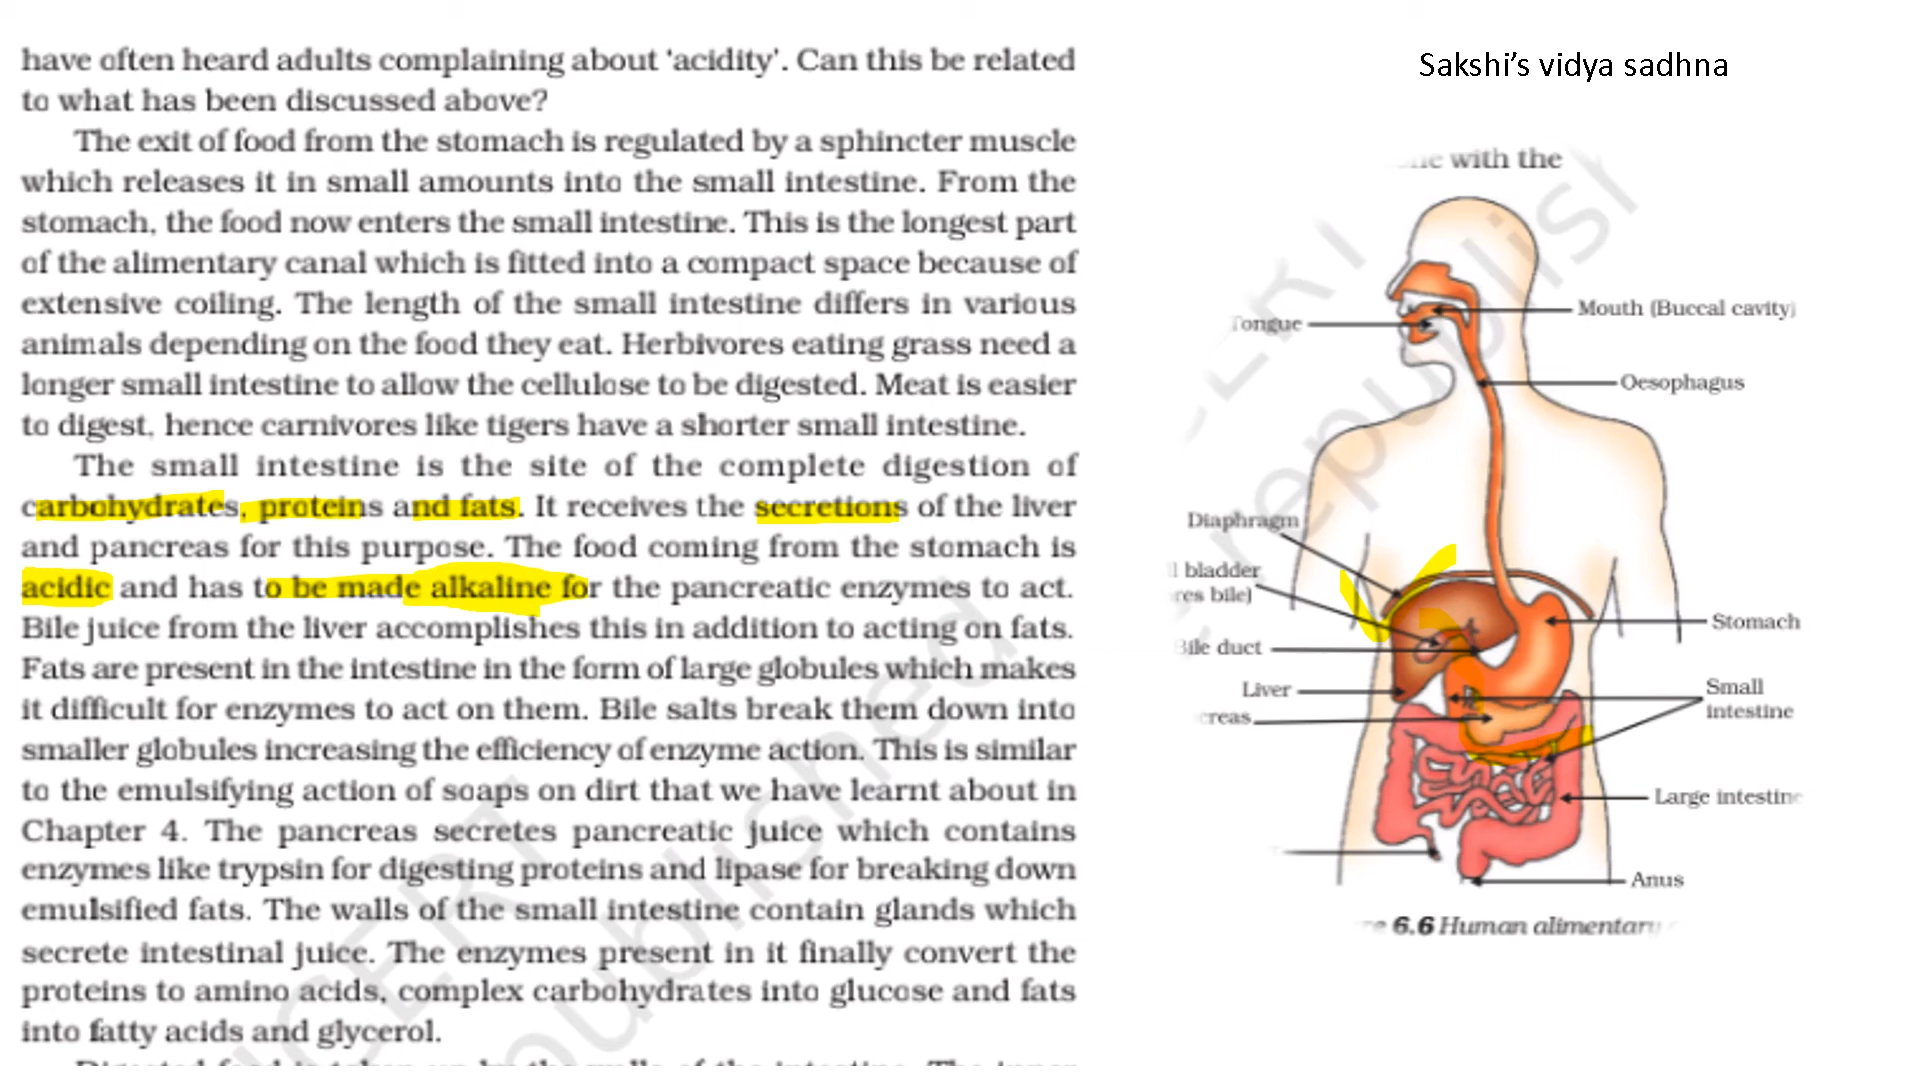 have often heard adults complaining about 'acidity'. Can this be related
to what has been discussed above?
The exit of food from the stomach is regulated by a sphincter muscle
which releases it in small amounts into the small intestine. From the
stomach, the food now enters the small intestine. This is the longest part
of the alimentary canal which is fitted into a compact space because of
extensive coiling. The length of the small intestine differs in various
animals depending on the food they eat. Herbivores eating grass need a
longer small intestine to allow the cellulose to be digested. Meat is easier
to digest, hence carnivores like tigers have a shorter small intestine.
The small intestine is the site of the complete digestion of
carbohydrates, proteins and fats. It receives the secretions of the liver
and pancreas for this purpose. The food coming from the stomach is
acidic and has to be made alkaline for the pancreatic enzymes to act.
Bile juice from the liver accomplishes this in addition to acting on fats.
Fats are present in the intestine in the form of large globules which makes
it difficult for enzymes to act on them. Bile salts break them down into
smaller globules increasing the efficiency of enzyme action. This is similar
to the emulsifying action of soaps on dirt that we have learnt about in
Chapter 4. The pancreas secretes pancreatic juice which contains
enzymes like trypsin for digesting proteins and lipase for breaking down
emulsified fats. The walls of the small intestine contain glands which
secrete intestinal juice. The enzymes present in it finally convert the
proteins to amino acids, complex carbohydrates into glucose and fats
into fatty acids and glycerol.
Sakshi's vidya sadhna
with the
Mouth (Buccal cavity)
Tongue
Oesophagus
Diaphragm
bladder
bile)
Stomach
Bile duct
Liver
Small
intestine
creas
Large intestine
Anus
6.6 Human alimentary